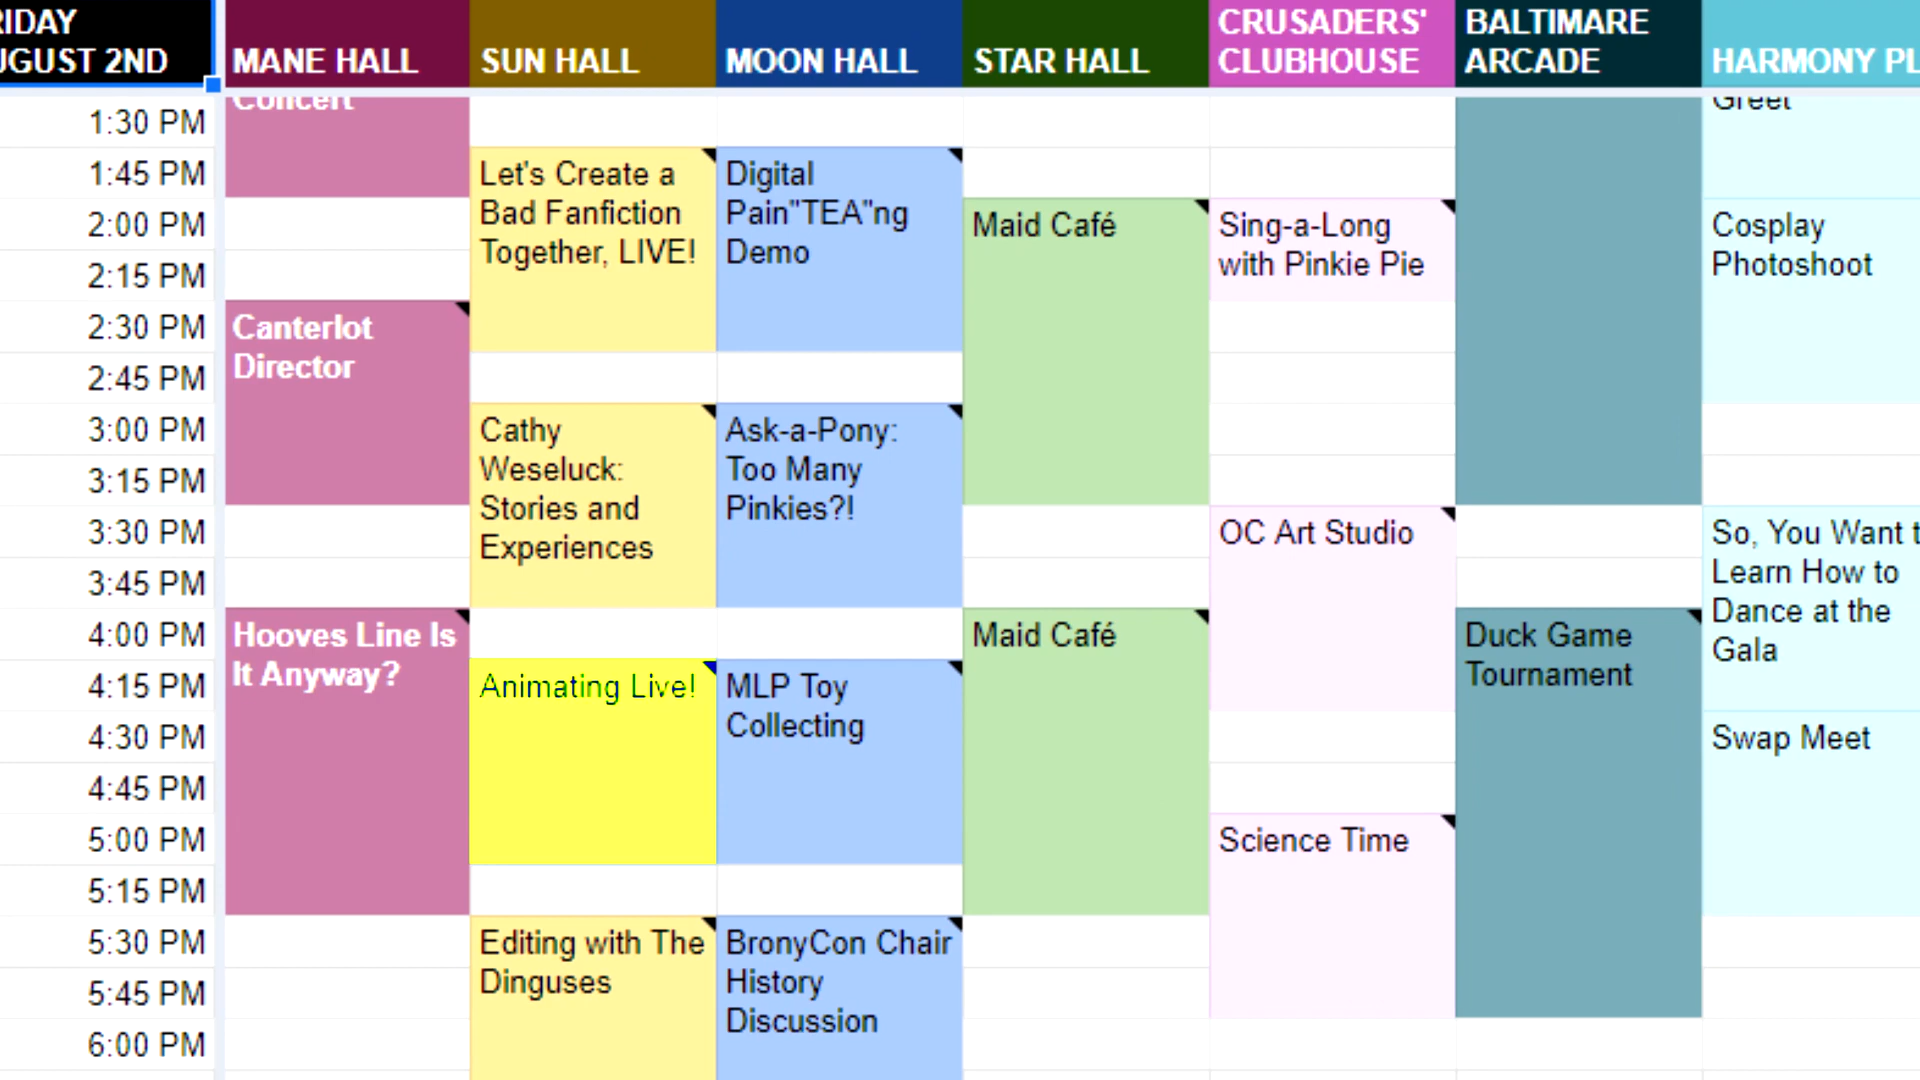 RIDAY
UGUST 2ND
MANE HALL
SUN HALL
MOON HALL
STAR HALL
CRUSADERS'
CLUBHOUSE
BALTIMARE
ARCADE
HARMONY PL
Concert
Greet
1:30 PM
1:45 PM
Let's Create a
Bad Fanfiction
Together, LIVE!
Digital
Pain"TEA"ng
Demo
2:00 PM
Maid Café
Sing-a-Long
with Pinkie Pie
Cosplay
Photoshoot
2:15 PM
2:30 PM
Canterlot
Director
2:45 PM
3:00 PM
Cathy
Weseluck:
Stories and
Experiences
Ask-a-Pony:
Too Many
Pinkies?!
3:15 PM
3:30 PM
OC Art Studio
So, You Want t
Learn How to
Dance at the
Gala
3:45 PM
4:00 PM
Hooves Line Is
It Anyway?
Maid Café
Duck Game
Tournament
4:15 PM
Animating Live!
MLP Toy
Collecting
4:30 PM
Swap Meet
4:45 PM
5:00 PM
Science Time
5:15 PM
5:30 PM
Editing with The
Dinguses
BronyCon Chair
History
Discussion
5:45 PM
6:00 PM